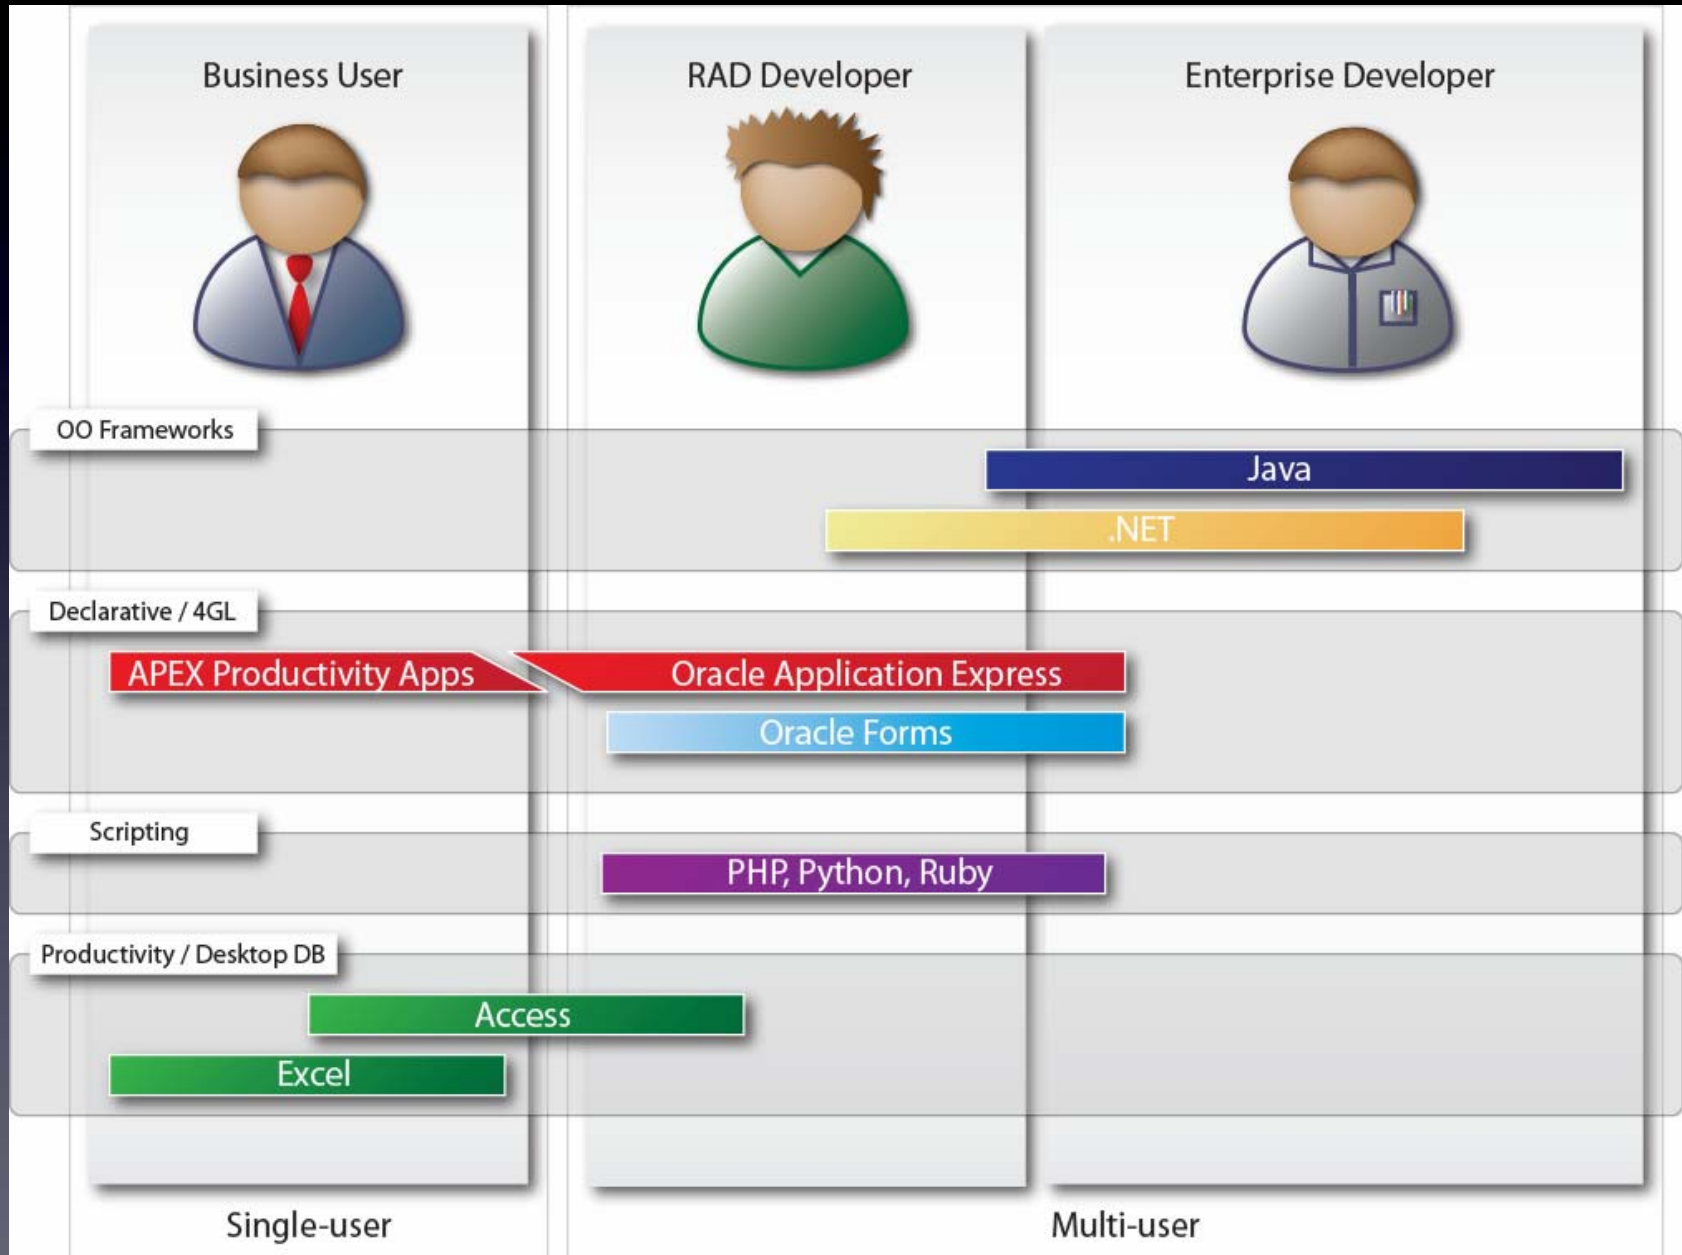 Business User
RAD Developer
Enterprise Developer
OO Frameworks
Java
.NET
Declarative / 4GL
APEX Productivity Apps
Oracle Application Express
Oracle Forms
Scripting
PHP, Python, Ruby
Productivity / Desktop DB
Access
Excel
Single-user
Multi-user